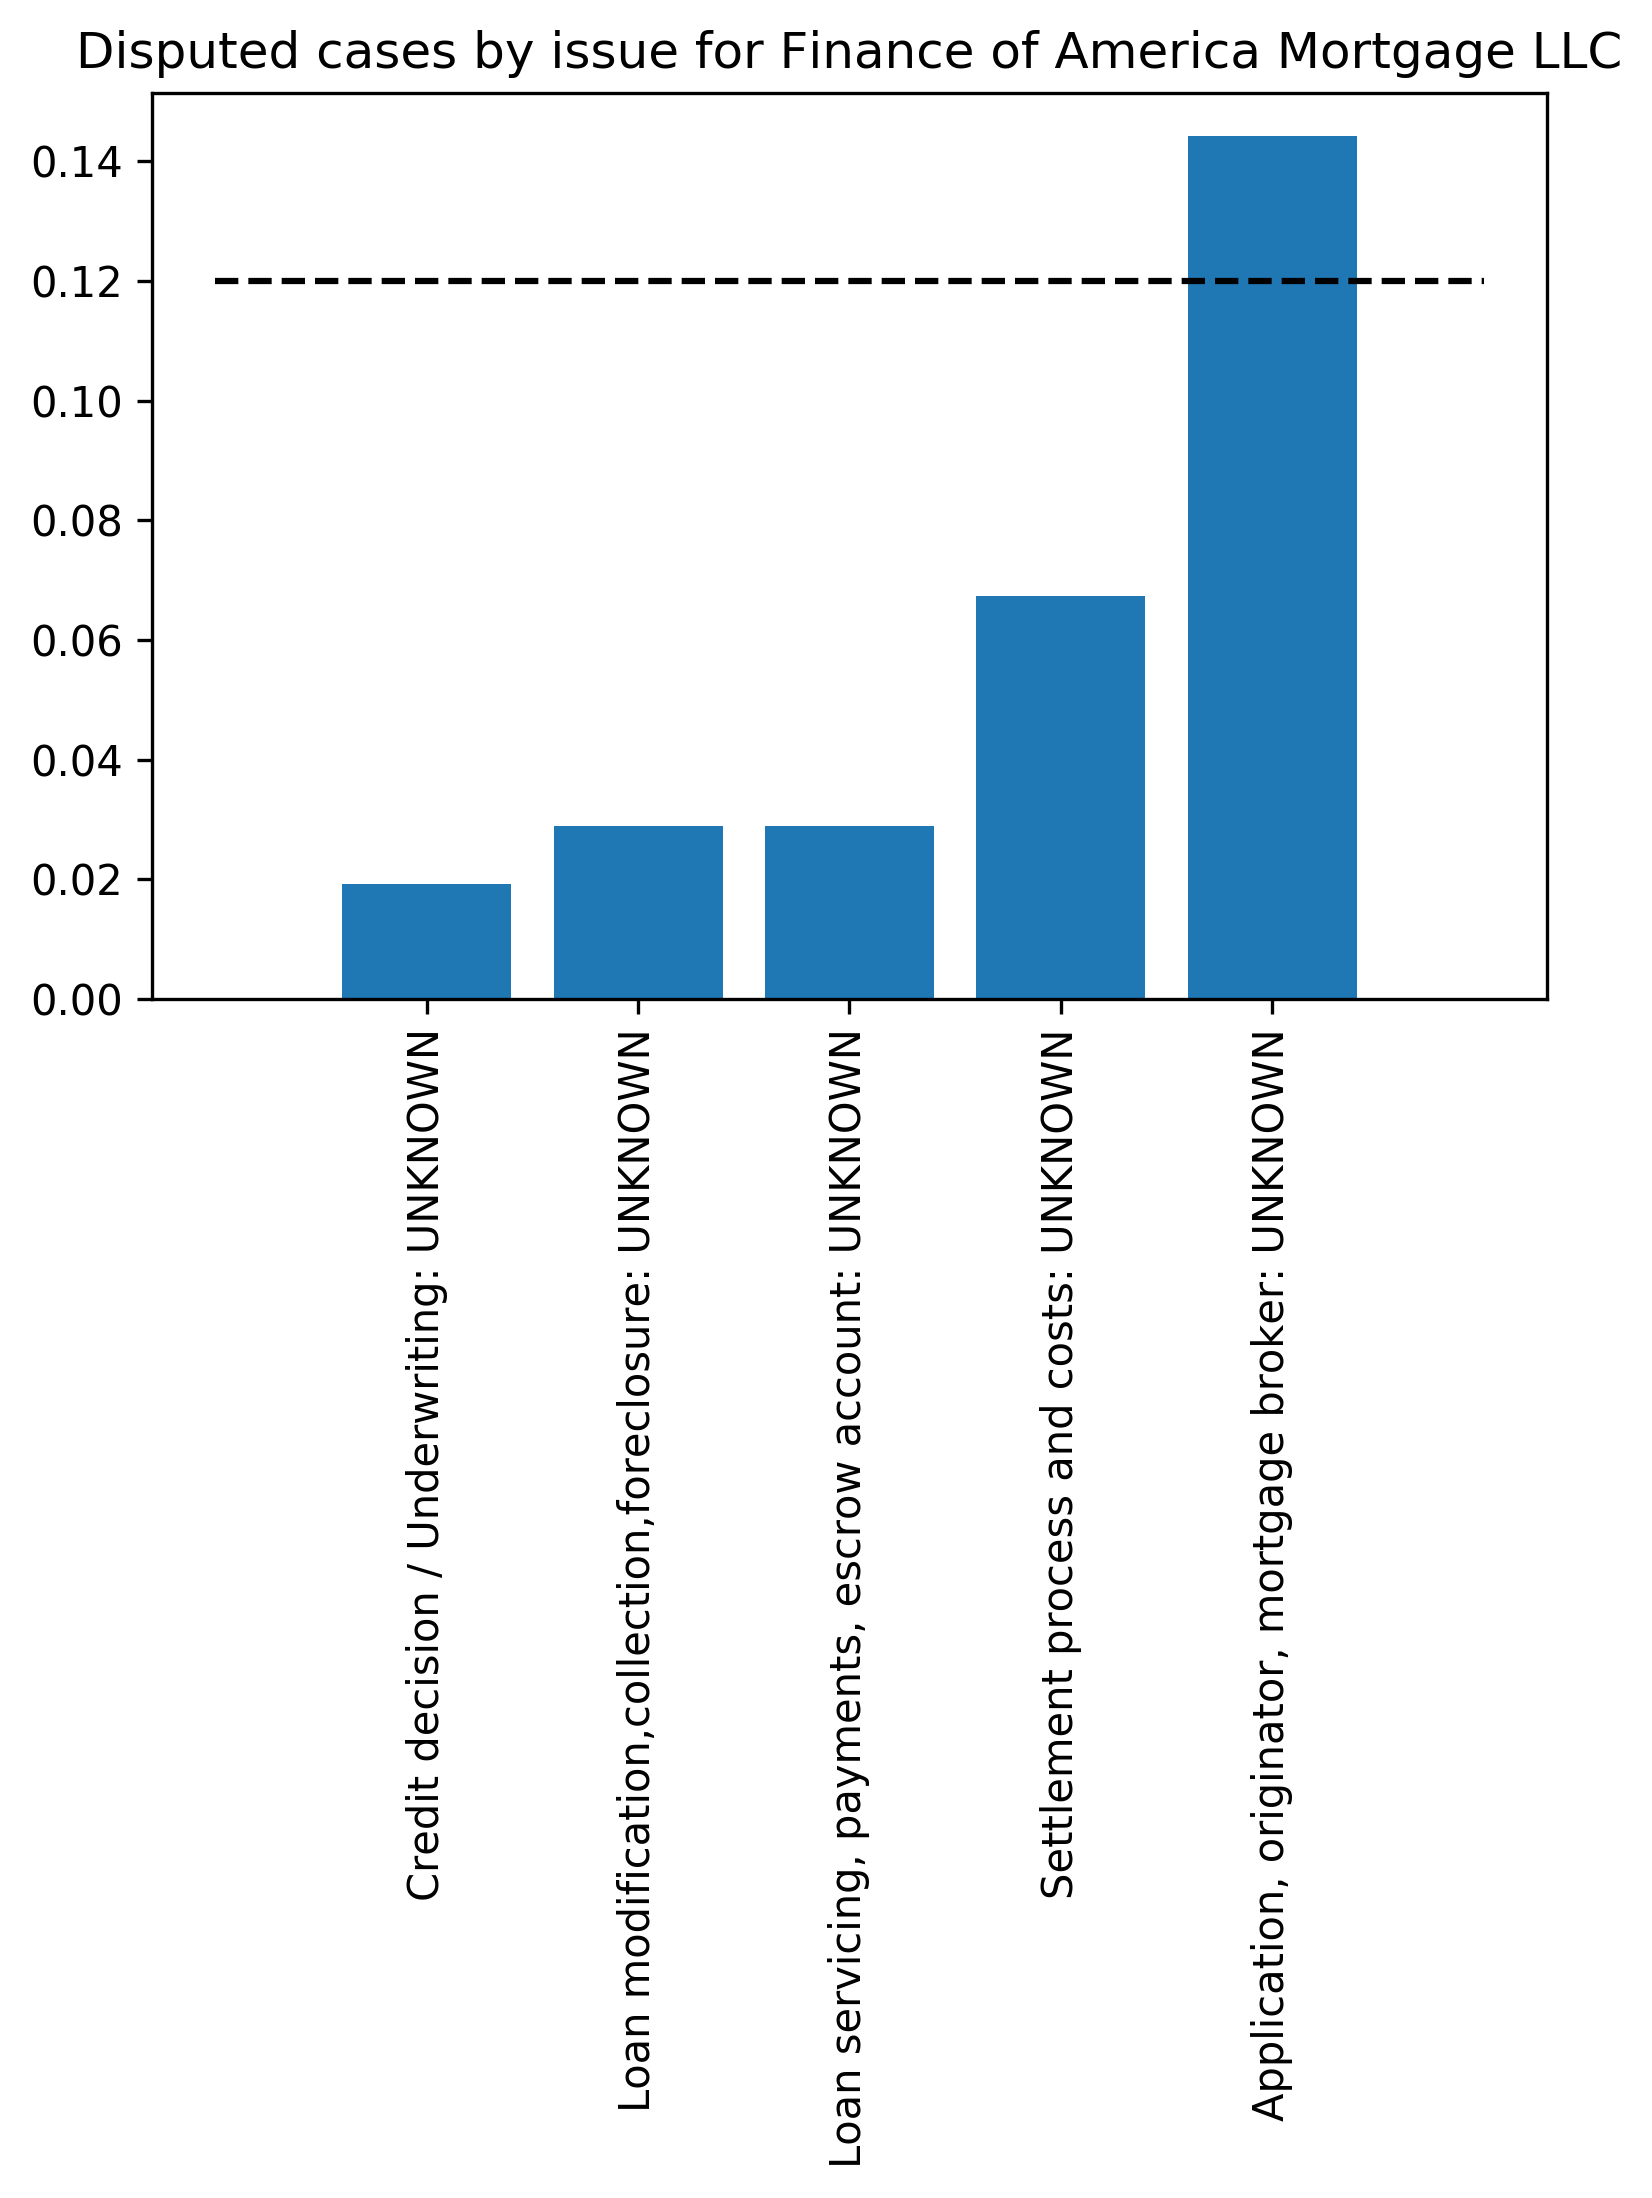 Disputed cases by issue for Finance of America Mortgage LLC
0.14
0.12
0.10
0.08
0.06
0.04
0.02
0.00
Credit decision / Underwriting: UNKNOWN
Loan modification,collection,foreclosure: UNKNOWN
Loan servicing, payments, escrow account: UNKNOWN
Settlement process and costs: UNKNOWN
Application, originator, mortgage broker: UNKNOWN